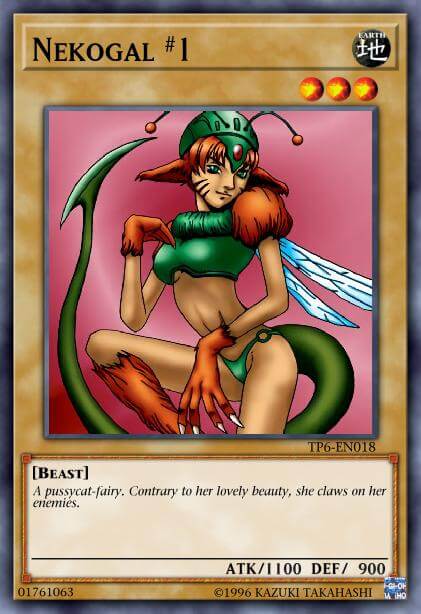 NEKOGAL #1
EARTH
地
TP6-EN018
[BEAST]
A pussycat-fairy. Contrary to her lovely beauty, she claws on her
enemies.
ATK/1100 DEF/ 900
01761063
©1996 KAZUKI TAKAHASHI